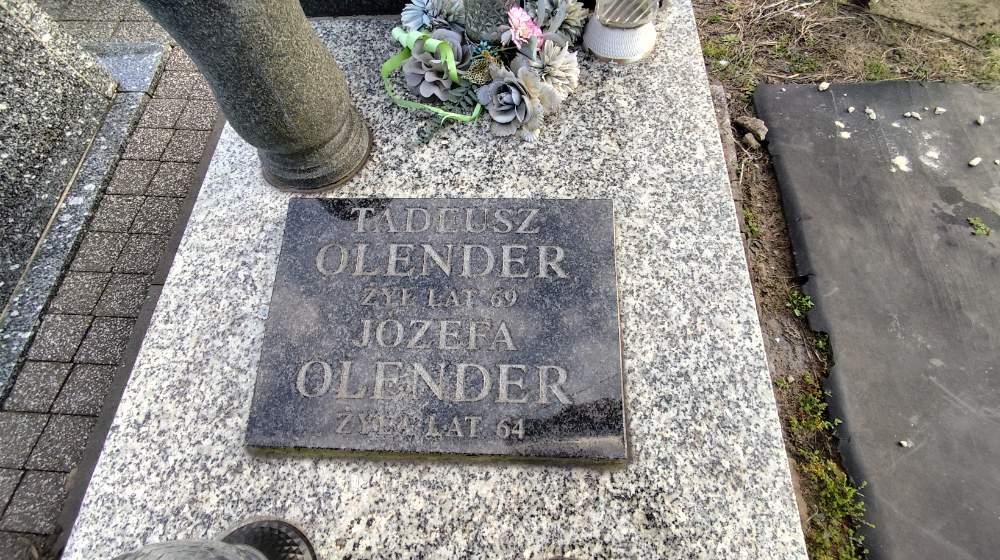 TADEUSZ
OLENDER
ŻYŁ LAT 69
JÓZEFA
OLENDER
ŻYŁA LAT 64